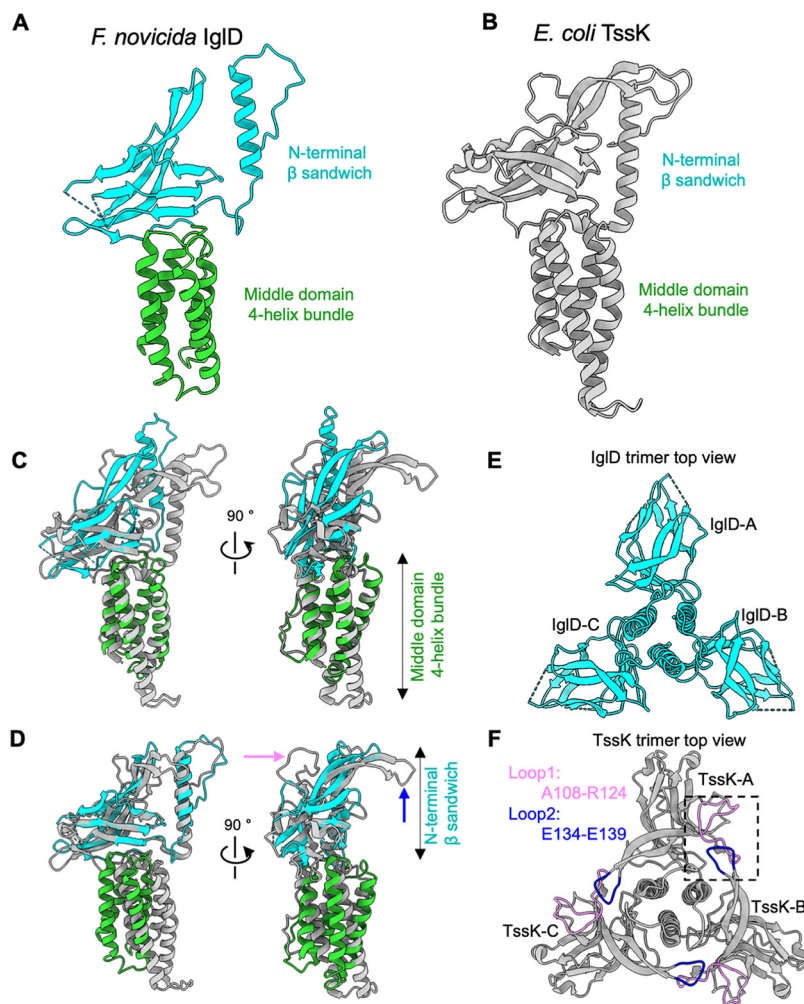 A
F. novicida IglD
N-terminal
β sandwich
Middle domain
4-helix bundle
B
E. coli TssK
N-terminal
β sandwich
Middle domain
4-helix bundle
C
90 °
Middle domain
4-helix bundle
D
90 °
N-terminal
β sandwich
E
IglD trimer top view
IglD-A
IglD-C
IglD-B
F
TssK trimer top view
Loop1:
A108-R124
Loop2:
E134-E139
TssK-A
TssK-B
TssK-C